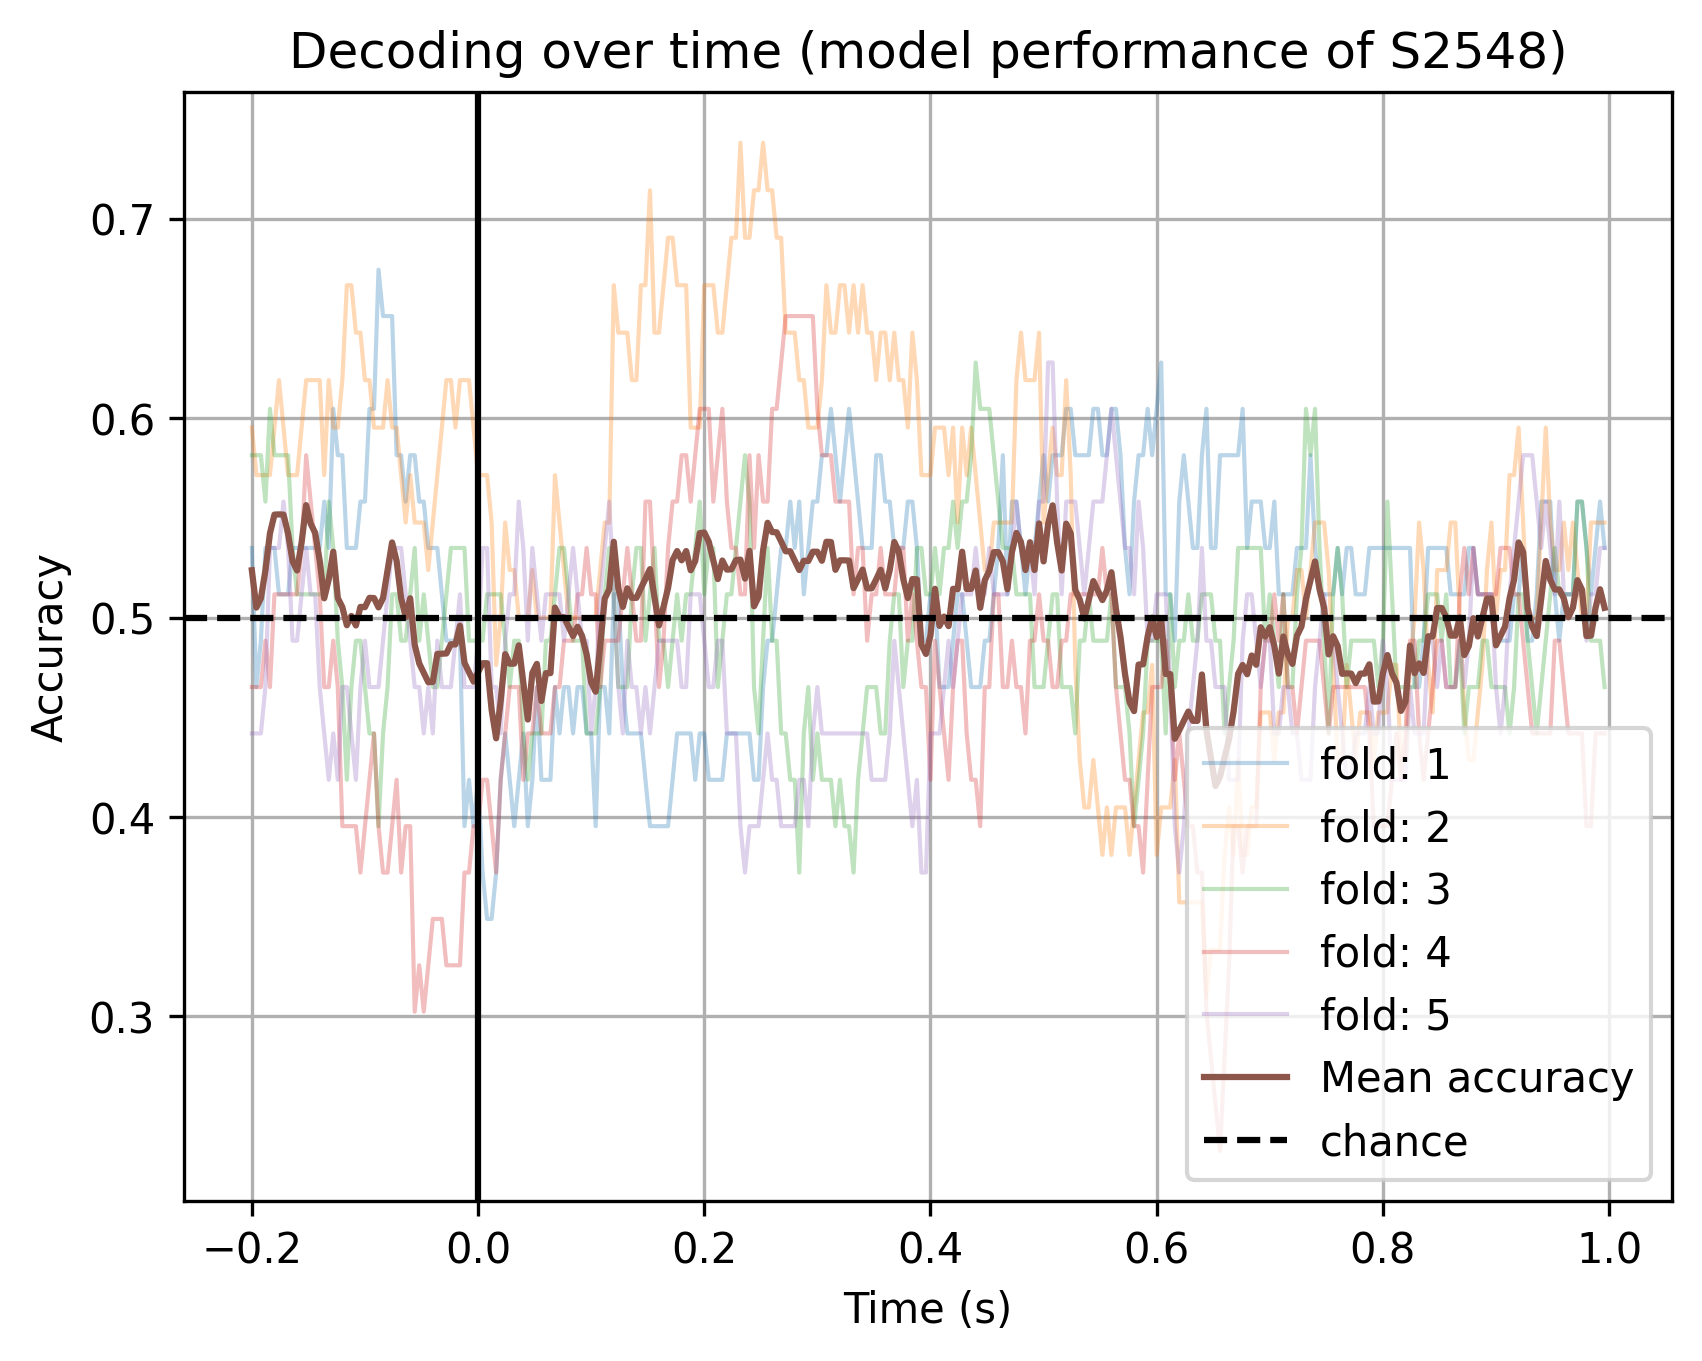 Decoding over time (model performance of S2548)
Accuracy
0.7
0.6
0.5
0.4
0.3
fold: 1
fold: 2
fold: 3
fold: 4
fold: 5
Mean accuracy
chance
−0.2 0.0 0.2 0.4 0.6 0.8 1.0
Time (s)